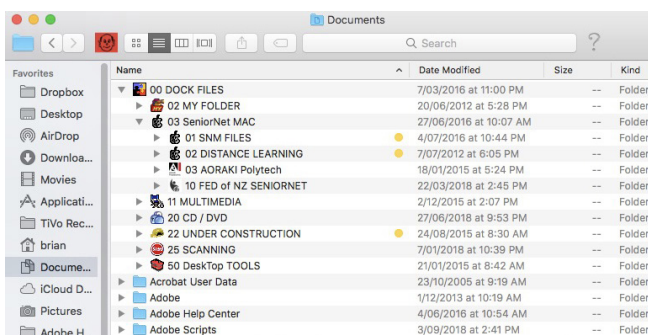 Documents
Search
?
Favorites
Dropbox
Desktop
AirDrop
Downloa...
Movies
Applicati...
TiVo Rec...
brian
Docume...
iCloud D...
Pictures
Adobe H
Name Date Modified Size Kind
00 DOCK FILES 7/03/2016 at 11:00 PM -- Folder
02 MY FOLDER 20/06/2012 at 5:28 PM -- Folder
03 SeniorNet MAC 27/06/2016 at 10:07 AM -- Folder
01 SNM FILES 4/07/2016 at 10:44 PM -- Folder
02 DISTANCE LEARNING 7/07/2012 at 6:05 PM -- Folder
03 AORAKI Polytech 18/01/2015 at 5:24 PM -- Folder
10 FED of NZ SENIORNET 22/03/2018 at 2:45 PM -- Folder
11 MULTIMEDIA 2/12/2015 at 2:07 PM -- Folder
20 CD / DVD 27/06/2018 at 9:53 PM -- Folder
22 UNDER CONSTRUCTION 24/08/2015 at 8:30 AM -- Folder
25 SCANNING 7/01/2018 at 10:39 PM -- Folder
50 DeskTop TOOLS 21/01/2015 at 8:42 AM -- Folder
Acrobat User Data 23/10/2005 at 9:19 AM -- Folder
Adobe 1/12/2013 at 10:19 AM -- Folder
Adobe Help Center 4/06/2016 at 10:54 AM -- Folder
Adobe Scripts 3/09/2018 at 2:41 PM -- Folder